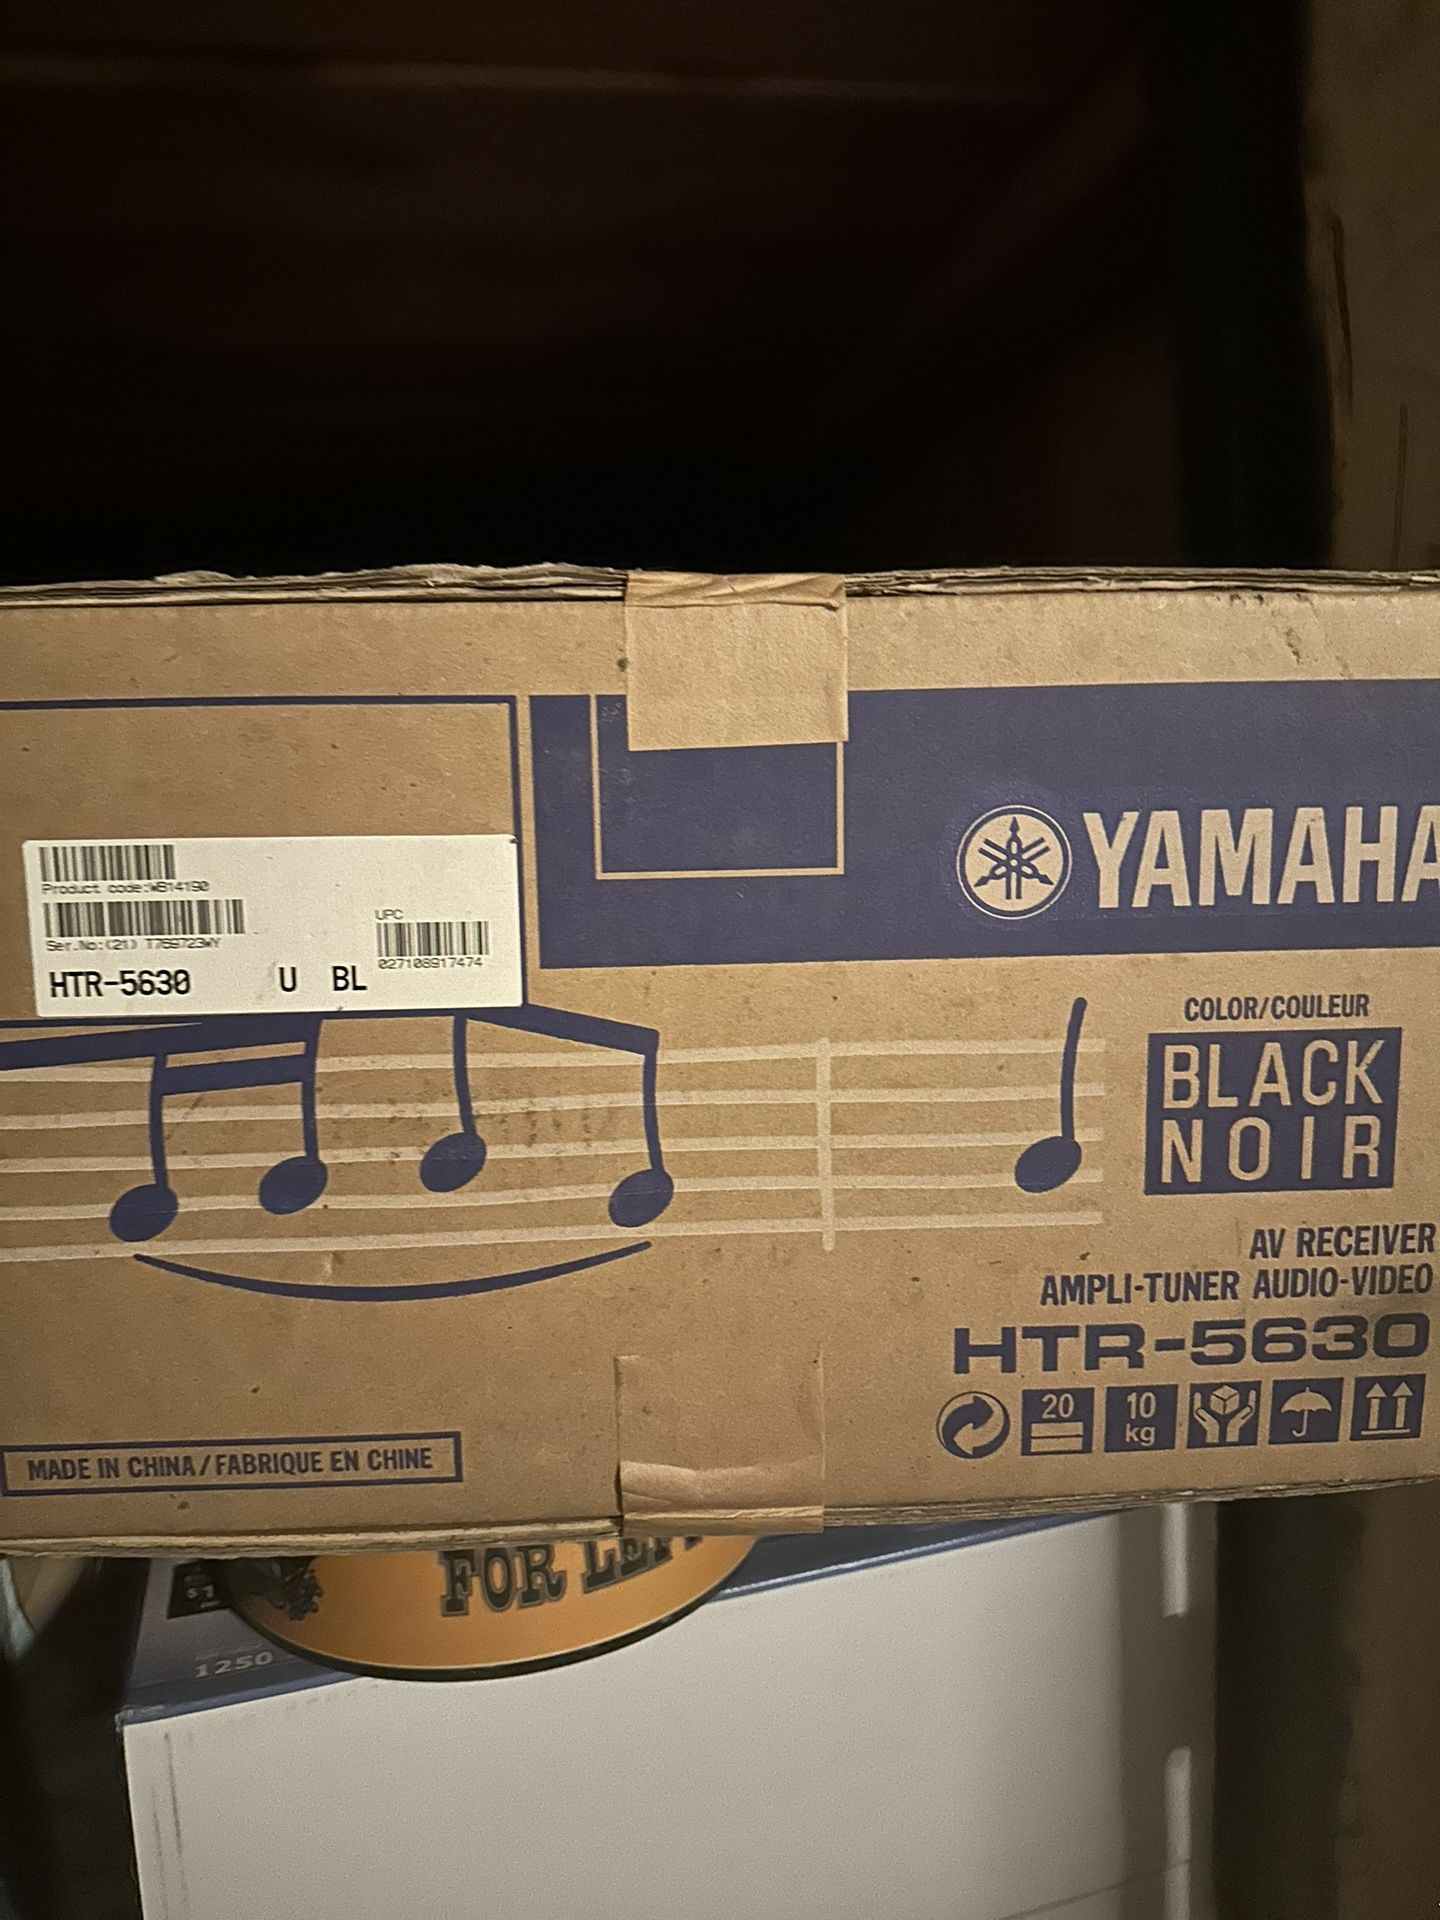 Product code:WB14190
Ser.No:(21) T759723WY
UPC
027108917474
HTR-5630 U BL
YAMAHA
COLOR/COULEUR
BLACK
NOIR
AV RECEIVER
AMPLI-TUNER AUDIO-VIDEO
HTR-5630
20
10
kg
MADE IN CHINA/FABRIQUE EN CHINE
FOR
1250